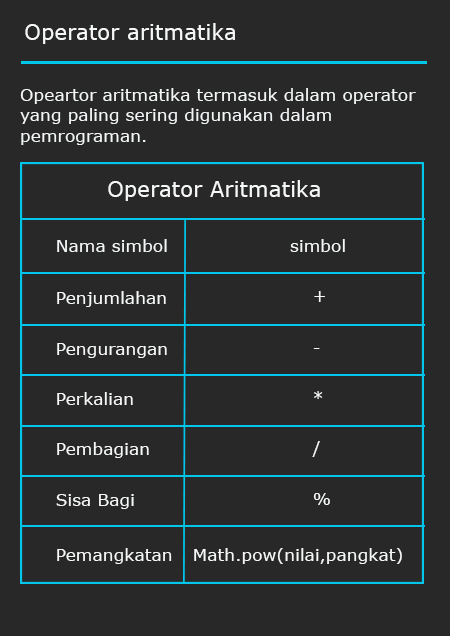 Operator aritmatika
Opeartor aritmatika termasuk dalam operator
yang paling sering digunakan dalam
pemrograman.
Operator Aritmatika
Nama simbol simbol
Penjumlahan +
Pengurangan -
Perkalian *
Pembagian /
Sisa Bagi %
Pemangkatan Math.pow(nilai,pangkat)